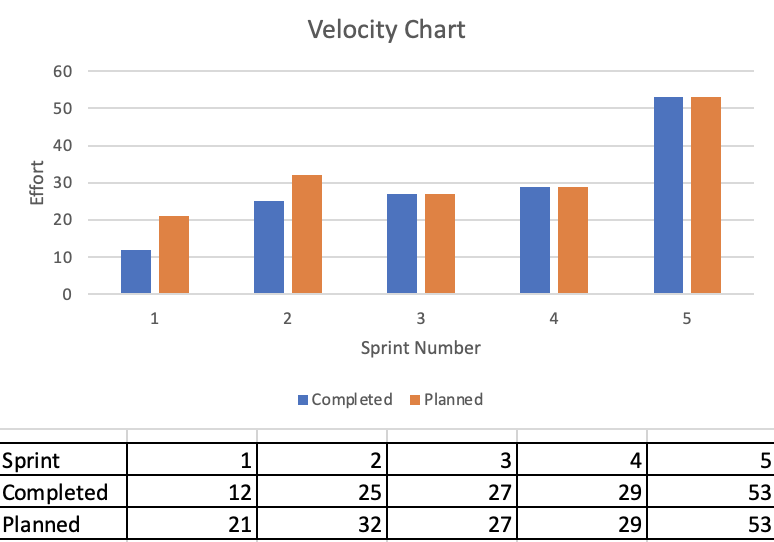 Velocity Chart
60
50
40
30
20
10
0
Effort
1 2 3 4 5
Sprint Number
Completed Planned
Sprint 1 2 3 4 5
Completed 12 25 27 29 53
Planned 21 32 27 29 53